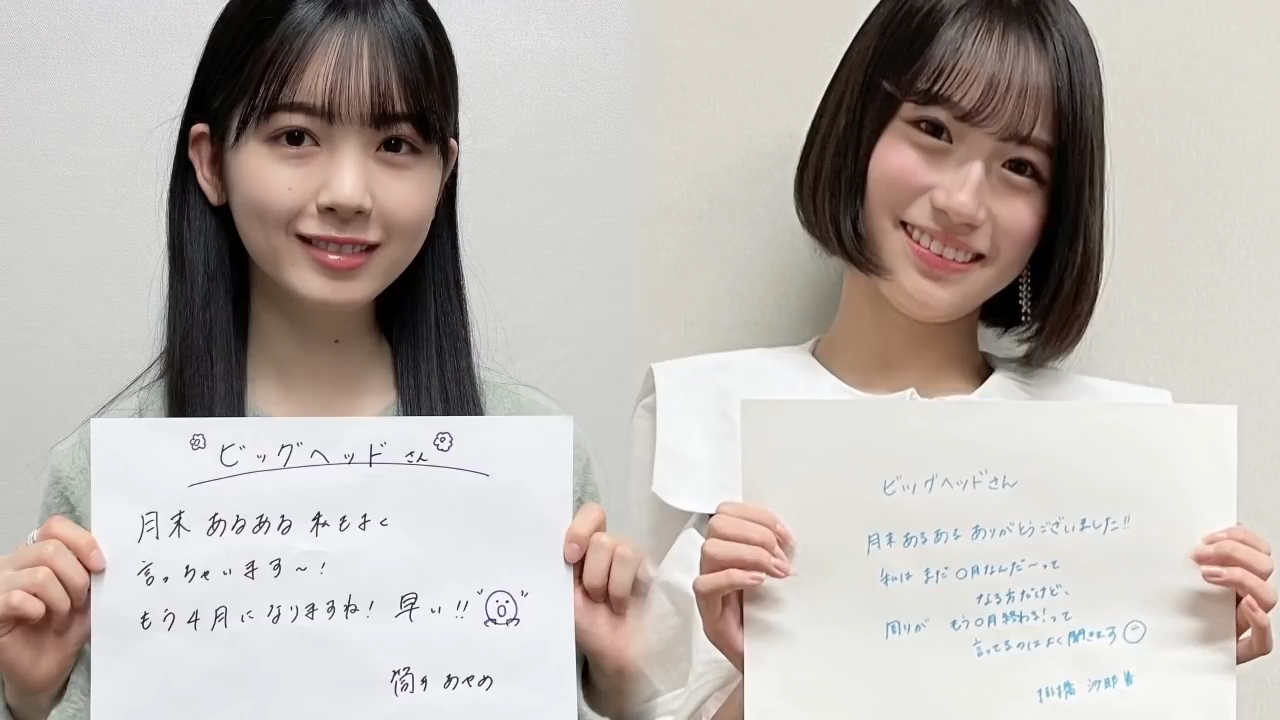 ビッグヘッドさん
月末あるある 私もよく
言っちゃいます〜!
もう4月になりますね! 早い!!
筒井 あやめ
ビッグヘッドさん
月末あるあるありがとうございました!!
私は まだ〇月なんだ〜って
なる方だけど、
周りが もう〇月終わる!って
言ってるのはよく聞きます
掛橋 沙耶香